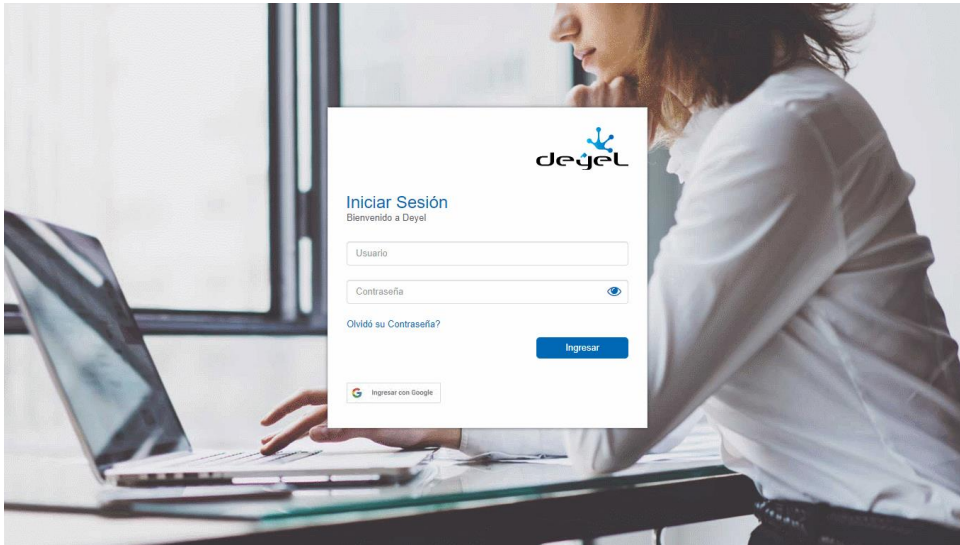 deyel
Iniciar Sesión
Bienvenido a Deyel
Usuario
Contraseña
Olvidó su Contraseña?
Ingresar
Ingresar con Google